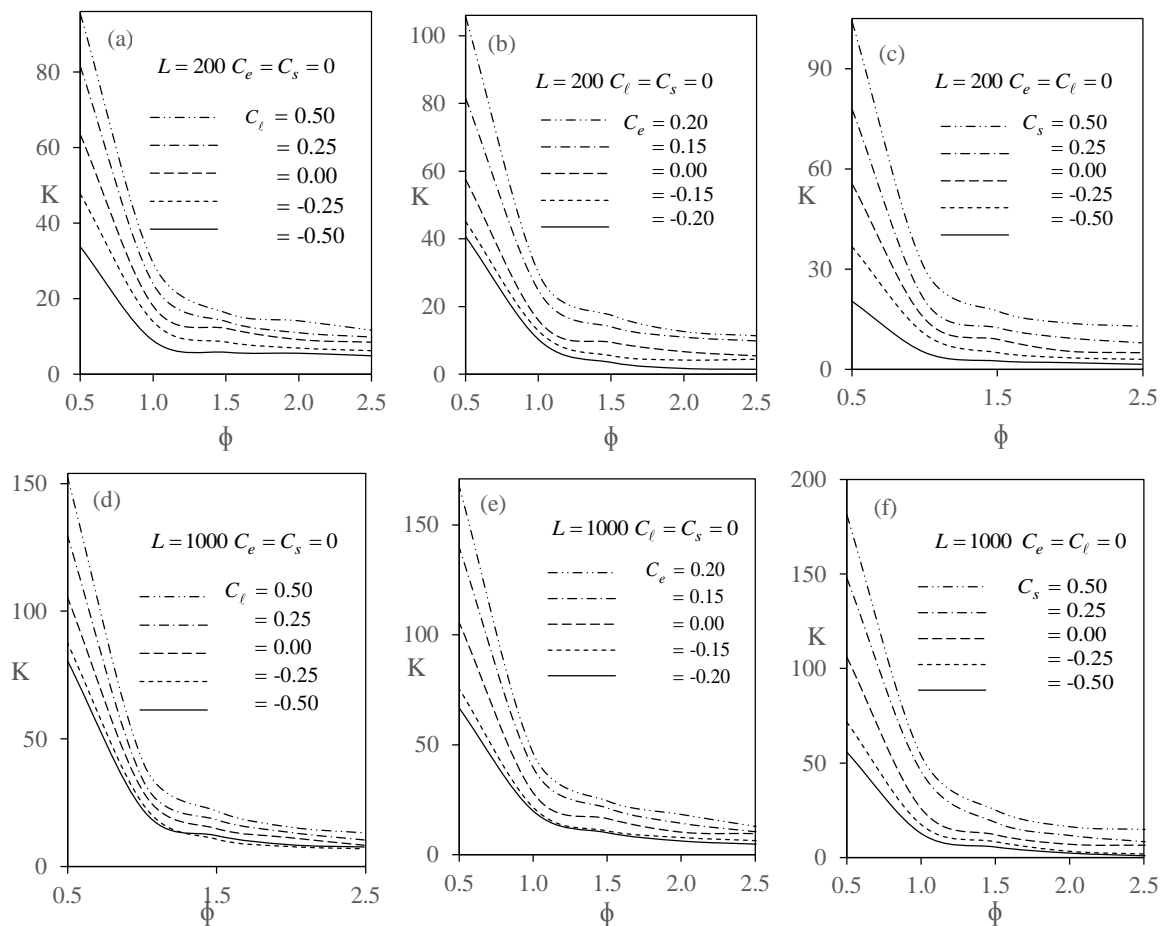 (a)
L = 200 C_e = C_s = 0
C_ℓ = 0.50
= 0.25
= 0.00
= -0.25
= -0.50
K
80
60
40
20
0
0.5 1.0 1.5 2.0 2.5
ϕ
(b)
L = 200 C_ℓ = C_s = 0
C_e = 0.20
= 0.15
= 0.00
= -0.15
= -0.20
K
100
80
60
40
20
0
0.5 1.0 1.5 2.0 2.5
ϕ
(c)
L = 200 C_e = C_ℓ = 0
C_s = 0.50
= 0.25
= 0.00
= -0.25
= -0.50
K
90
60
30
0
0.5 1.5 2.5
ϕ
(d)
L = 1000 C_e = C_s = 0
C_ℓ = 0.50
= 0.25
= 0.00
= -0.25
= -0.50
K
150
100
50
0
0.5 1.5 2.5
ϕ
(e)
L = 1000 C_ℓ = C_s = 0
C_e = 0.20
= 0.15
= 0.00
= -0.15
= -0.20
K
150
100
50
0
0.5 1.0 1.5 2.0 2.5
ϕ
(f)
L = 1000 C_e = C_ℓ = 0
C_s = 0.50
= 0.25
= 0.00
= -0.25
= -0.50
K
200
150
100
50
0
0.5 1.0 1.5 2.0 2.5
ϕ